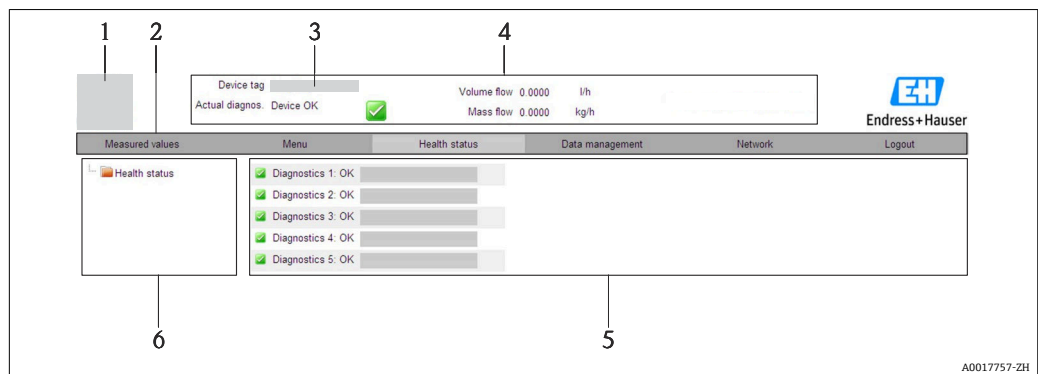 1 2 3 4
Device tag
Volume flow 0.0000 l/h
Actual diagnos. Device OK
Mass flow 0.0000 kg/h
EH
Endress+Hauser
Measured values Menu Health status Data management Network Logout
Health status
Diagnostics 1: OK
Diagnostics 2: OK
Diagnostics 3: OK
Diagnostics 4: OK
Diagnostics 5: OK
6 5
A0017757-ZH